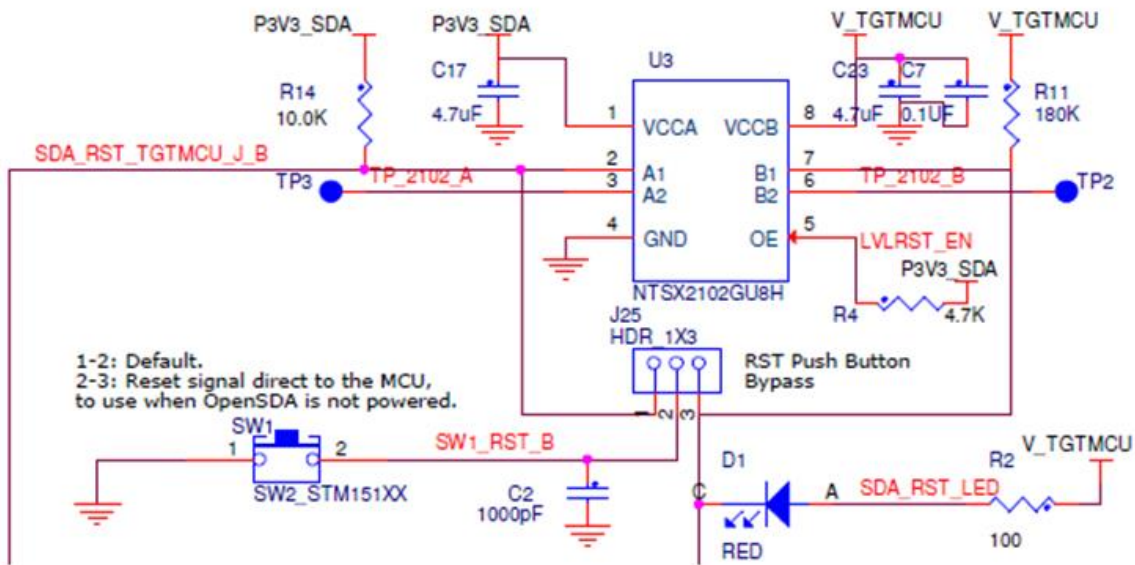 P3V3_SDA
P3V3_SDA
V_TGTMCU
V_TGTMCU
U3
C17
4.7uF
C23
4.7uF
C7
0.1UF
R14
10.0K
R11
180K
1
VCCA
VCCB
8
SDA_RST_TGTMCU_J_B
2
A1
B1
7
TP3
TP_2102_A
3
A2
B2
6
TP_2102_B
TP2
4
GND
OE
5
LVLRST_EN
P3V3_SDA
NTSX2102GU8H
R4
4.7K
J25
HDR_1X3
RST Push Button
Bypass
1-2: Default.
2-3: Reset signal direct to the MCU,
to use when OpenSDA is not powered.
1
2
3
SW1
1
2
SW1_RST_B
SW2_STM151XX
C2
1000pF
D1
C
A
RED
SDA_RST_LED
R2
100
V_TGTMCU